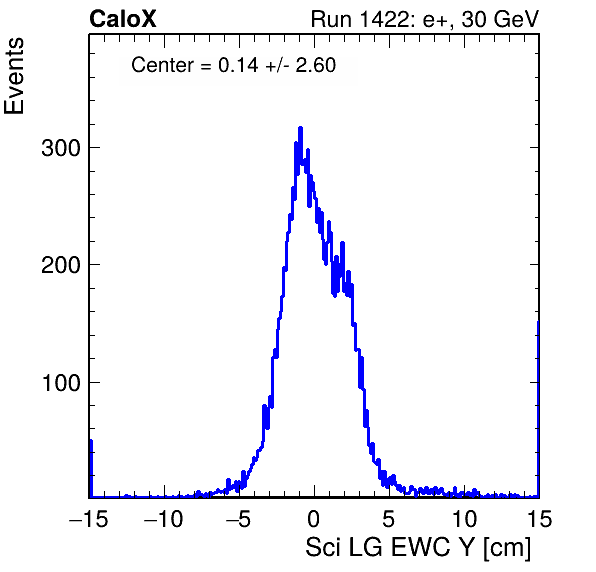 CaloX Run 1422: e+, 30 GeV
Center = 0.14 +/- 2.60
Events
300
200
100
−15 −10 −5 0 5 10 15
Sci LG EWC Y [cm]